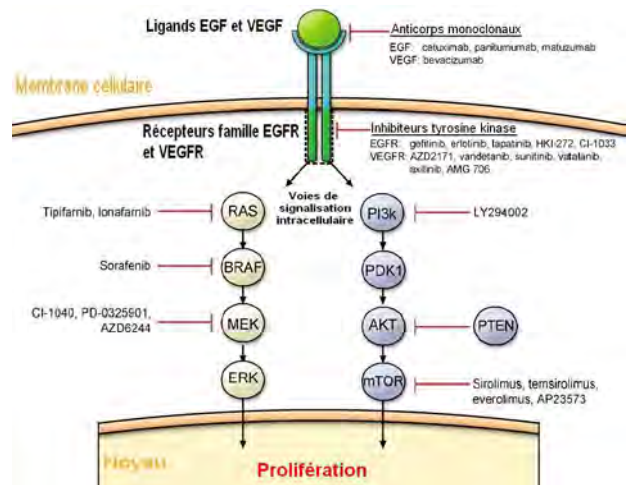 Ligands EGF et VEGF
Anticorps monoclonaux
EGF: cetuximab, panitumumab, matuzumab
VEGF: bevacizumab
Membrane cellulaire
Récepteurs famille EGFR
et VEGFR
Inhibiteurs tyrosine kinase
EGFR: gefitinib, erlotinib, lapatinib, HKI-272, CI-1033
VEGFR: AZD2171, vandetanib, sunitinib, vatalanib,
axitinib, AMG 706
Voies de
signalisation
intracellulaire
Tipifarnib, lonafarnib
RAS
PI3k
LY294002
Sorafenib
BRAF
PDK1
CI-1040, PD-0325901,
AZD6244
MEK
AKT
PTEN
ERK
mTOR
Sirolimus, temsirolimus,
everolimus, AP23573
Noyau
Prolifération